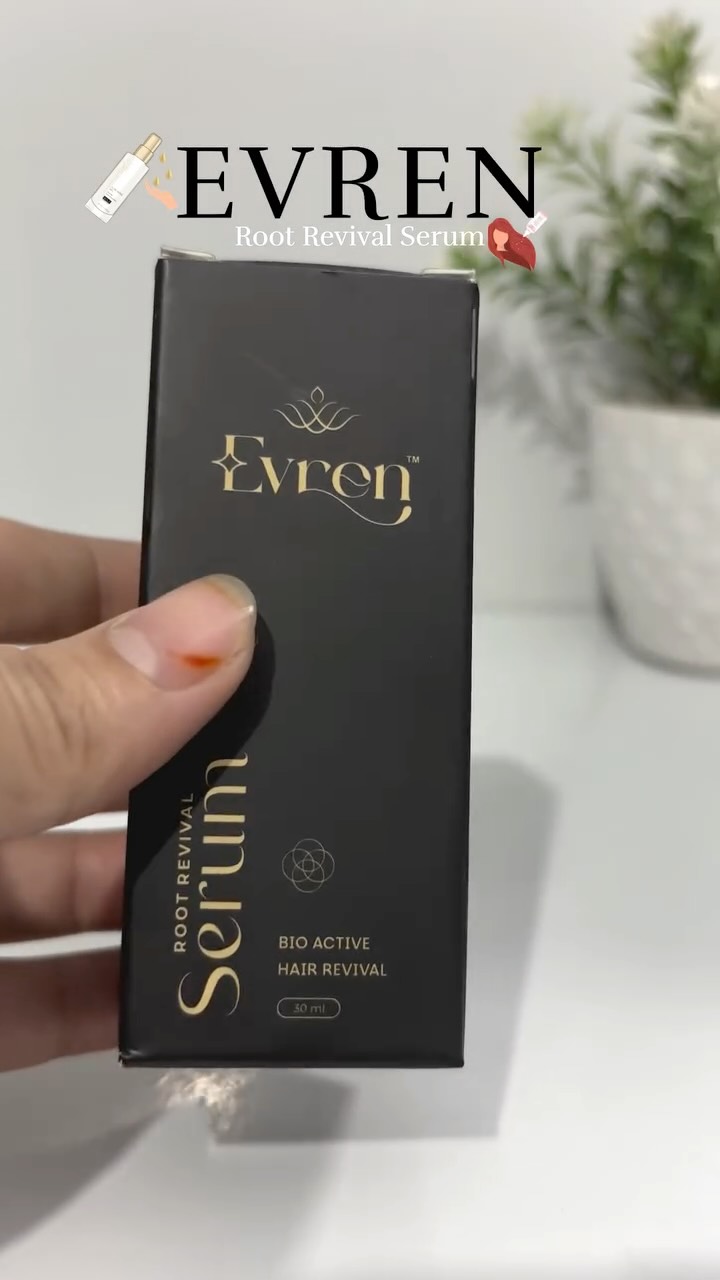 EVREN
Root Revival Serum
Evren™
ROOT REVIVAL
Serum
BIO ACTIVE
HAIR REVIVAL
30 ml